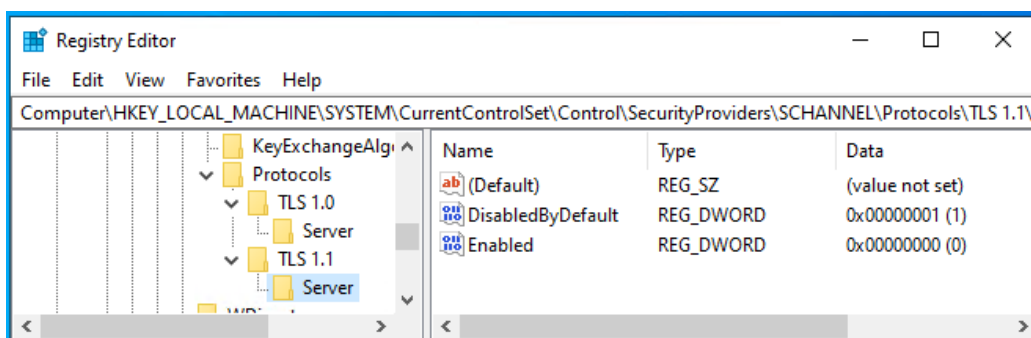 Registry Editor
File Edit View Favorites Help
Computer\HKEY_LOCAL_MACHINE\SYSTEM\CurrentControlSet\Control\SecurityProviders\SCHANNEL\Protocols\TLS 1.1\
KeyExchangeAlg
Protocols
TLS 1.0
Server
TLS 1.1
Server
Name Type Data
(Default) REG_SZ (value not set)
DisabledByDefault REG_DWORD 0x00000001 (1)
Enabled REG_DWORD 0x00000000 (0)